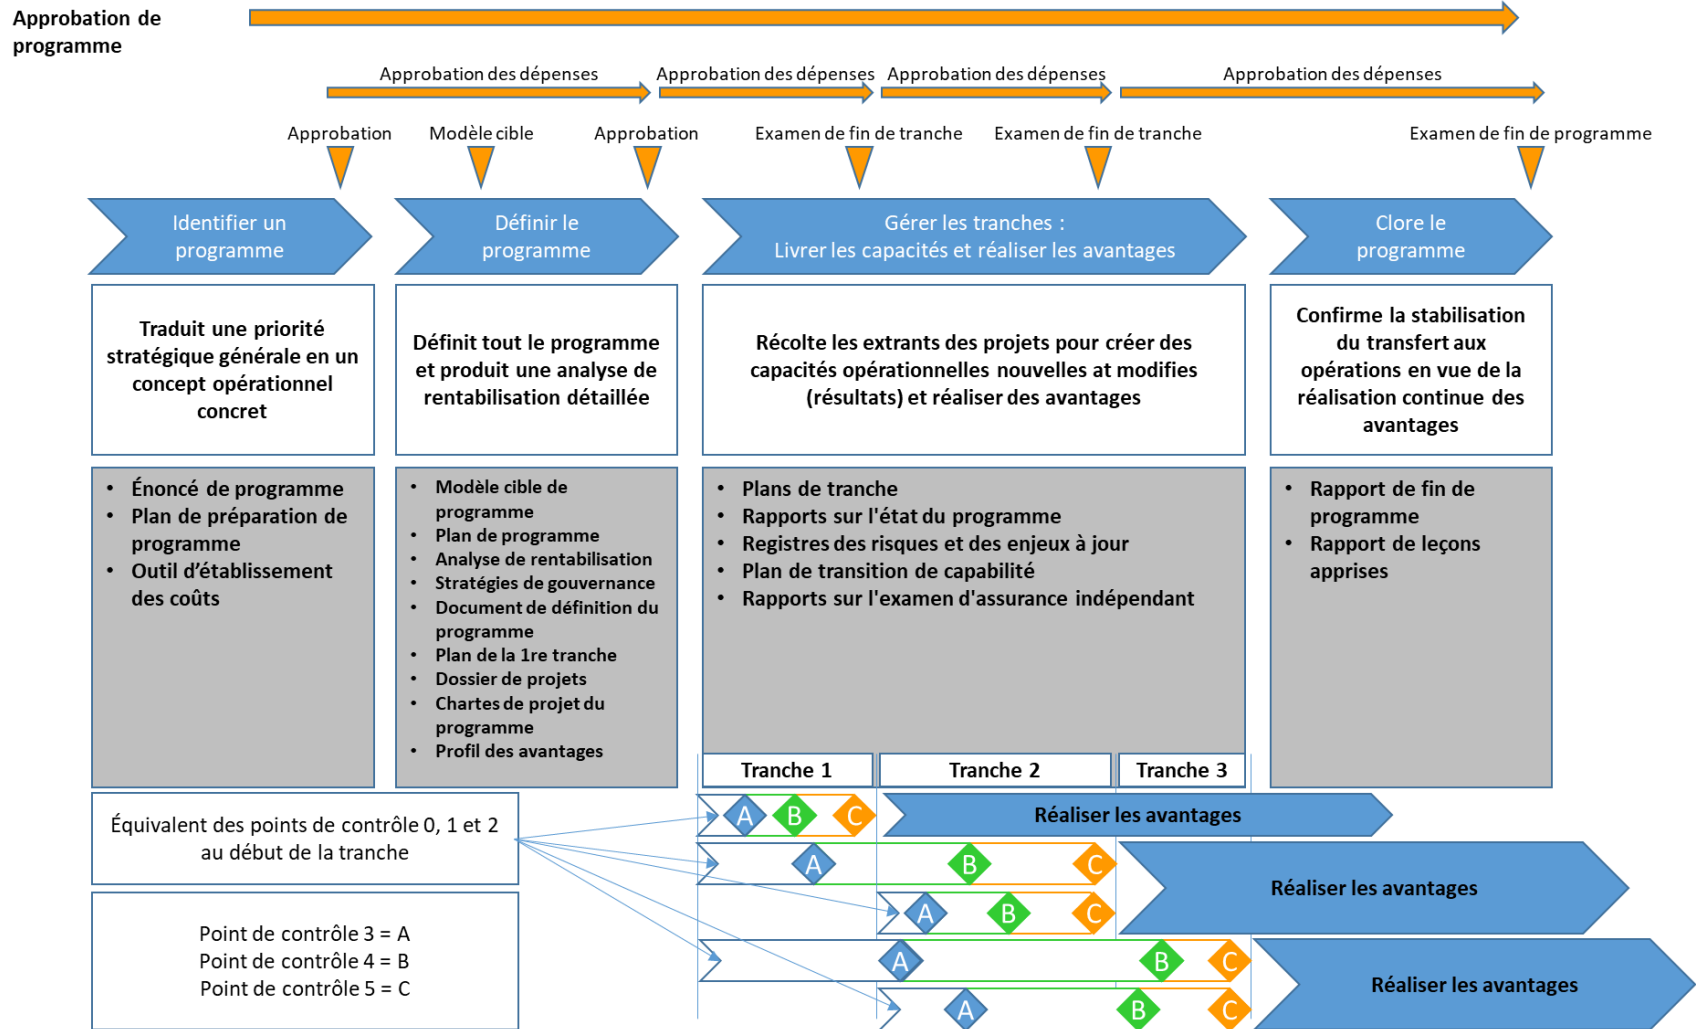 Approbation de
programme
Approbation des dépenses
Approbation des dépenses
Approbation des dépenses
Approbation des dépenses
Approbation
Modèle cible
Approbation
Examen de fin de tranche
Examen de fin de tranche
Examen de fin de programme
Identifier un
programme
Définir le
programme
Gérer les tranches :
Livrer les capacités et réaliser les avantages
Clore le
programme
Traduit une priorité
stratégique générale en un
concept opérationnel
concret
Définit tout le programme
et produit une analyse de
rentabilisation détaillée
Récolte les extrants des projets pour créer des
capacités opérationnelles nouvelles at modifies
(résultats) et réaliser des avantages
Confirme la stabilisation
du transfert aux
opérations en vue de la
réalisation continue des
avantages
• Énoncé de programme
• Plan de préparation de
programme
• Outil d’établissement
des coûts
• Modèle cible de
programme
• Plan de programme
• Analyse de rentabilisation
• Stratégies de gouvernance
• Document de définition du
programme
• Plan de la 1re tranche
• Dossier de projets
• Chartes de projet du
programme
• Profil des avantages
• Plans de tranche
• Rapports sur l'état du programme
• Registres des risques et des enjeux à jour
• Plan de transition de capabilité
• Rapports sur l'examen d'assurance indépendant
• Rapport de fin de
programme
• Rapport de leçons
apprises
Tranche 1
Tranche 2
Tranche 3
Équivalent des points de contrôle 0, 1 et 2
au début de la tranche
Point de contrôle 3 = A
Point de contrôle 4 = B
Point de contrôle 5 = C
A B C
Réaliser les avantages
A B C
Réaliser les avantages
A B C
A B C
Réaliser les avantages
A B C